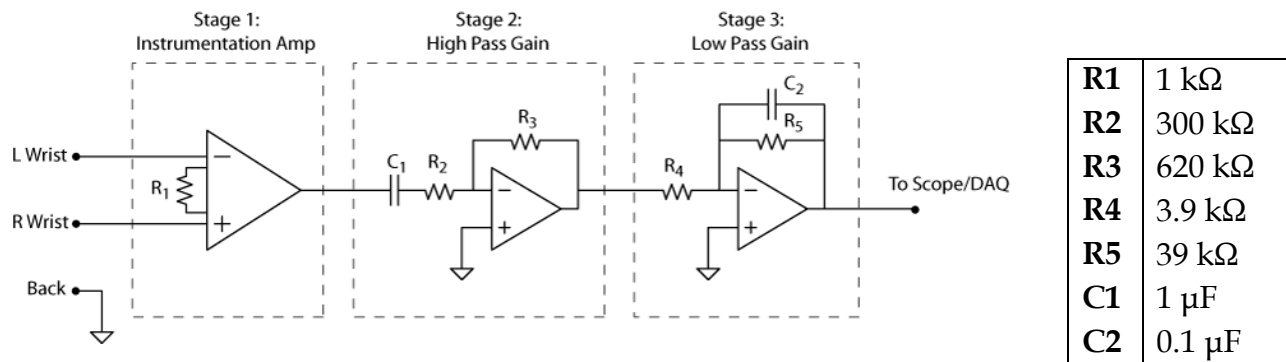 Stage 1:
Instrumentation Amp
Stage 2:
High Pass Gain
Stage 3:
Low Pass Gain
L Wrist
R Wrist
Back
R1
−
+
C1
R2
R3
−
+
R4
C2
R5
−
+
To Scope/DAQ
R1 1 kΩ
R2 300 kΩ
R3 620 kΩ
R4 3.9 kΩ
R5 39 kΩ
C1 1 μF
C2 0.1 μF